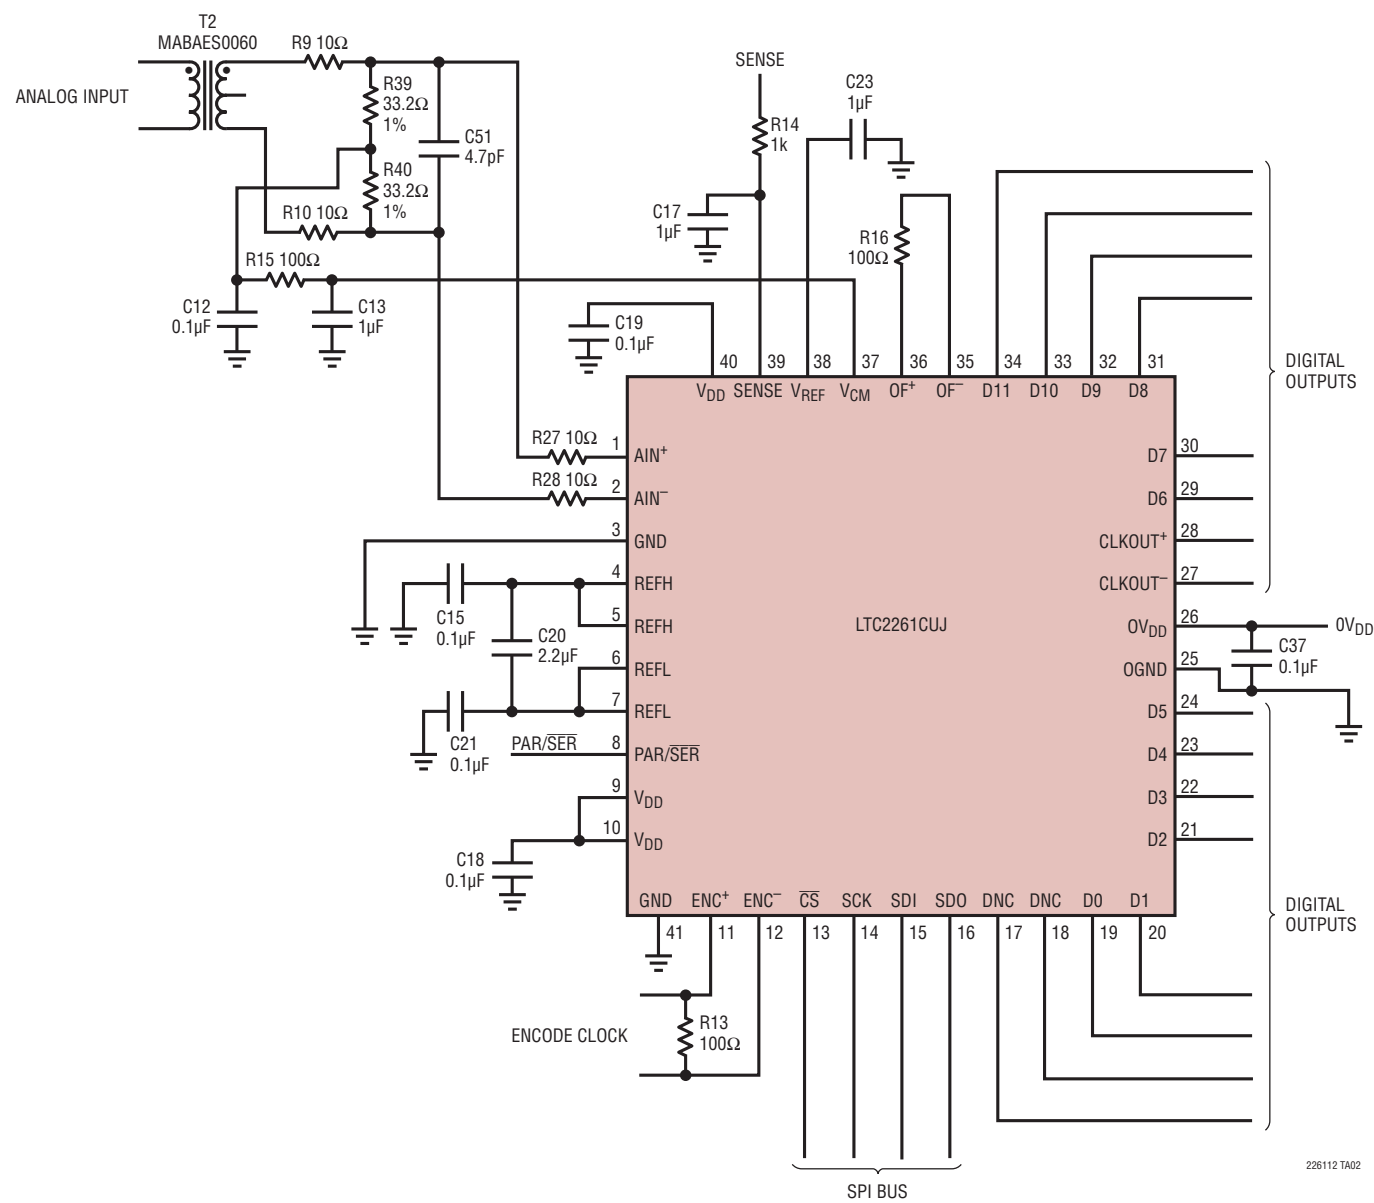 T2
MABAES0060
R9 10Ω
ANALOG INPUT
R39
33.2Ω
1%
C51
4.7pF
R40
33.2Ω
1%
R10 10Ω
R15 100Ω
C12
0.1µF
C13
1µF
SENSE
R14
1k
C23
1µF
C17
1µF
R16
100Ω
C19
0.1µF
40
39
38
37
36
35
34
33
32
31
VDD
SENSE
VREF
VCM
OF+
OF–
D11
D10
D9
D8
DIGITAL
OUTPUTS
R27 10Ω
1
AIN+
R28 10Ω
2
AIN–
3
GND
4
REFH
5
REFH
6
REFL
7
REFL
8
PAR/SER
PAR/SER
9
VDD
10
VDD
C15
0.1µF
C20
2.2µF
C21
0.1µF
C18
0.1µF
LTC2261CUJ
D7
30
D6
29
CLKOUT+
28
CLKOUT–
27
OVDD
26
0VDD
OGND
25
C37
0.1µF
D5
24
D4
23
D3
22
D2
21
GND
ENC+
ENC–
CS
SCK
SDI
SDO
DNC
DNC
D0
D1
41
11
12
13
14
15
16
17
18
19
20
DIGITAL
OUTPUTS
ENCODE CLOCK
R13
100Ω
SPI BUS
226112 TA02